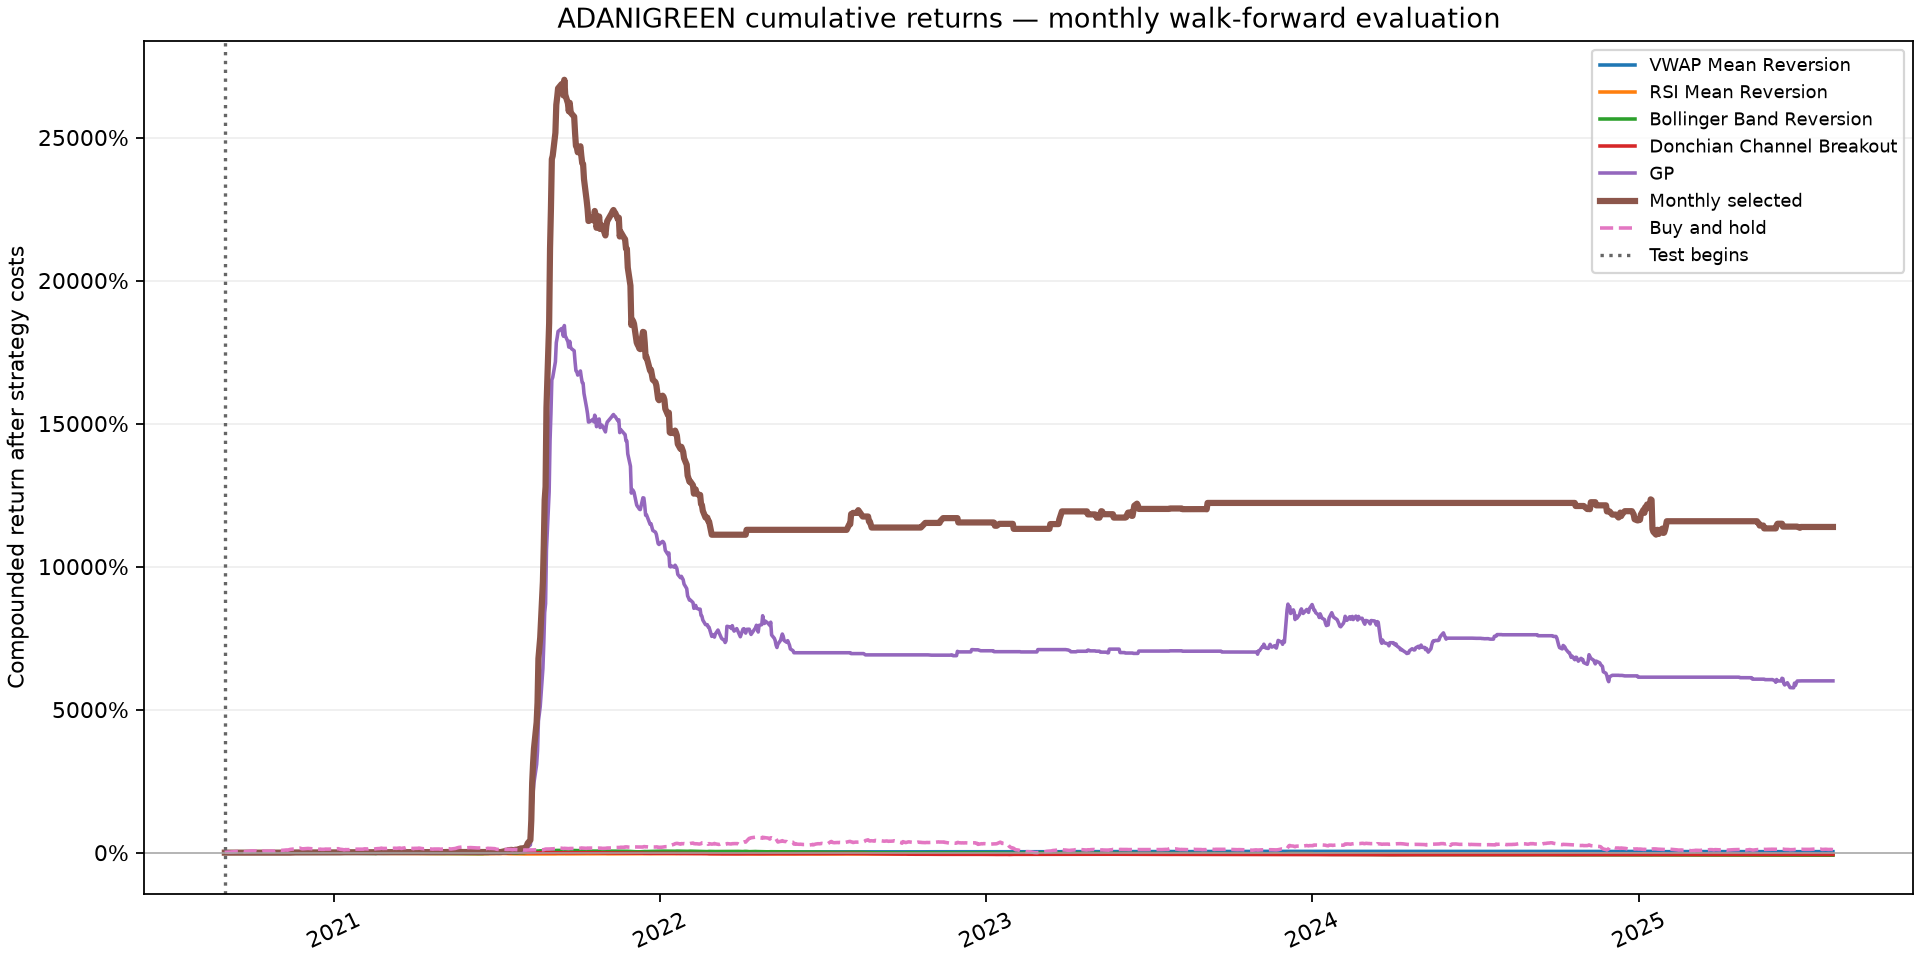 ADANIGREEN cumulative returns — monthly walk-forward evaluation
Compounded return after strategy costs
25000%
20000%
15000%
10000%
5000%
0%
2021
2022
2023
2024
2025
VWAP Mean Reversion
RSI Mean Reversion
Bollinger Band Reversion
Donchian Channel Breakout
GP
Monthly selected
Buy and hold
Test begins